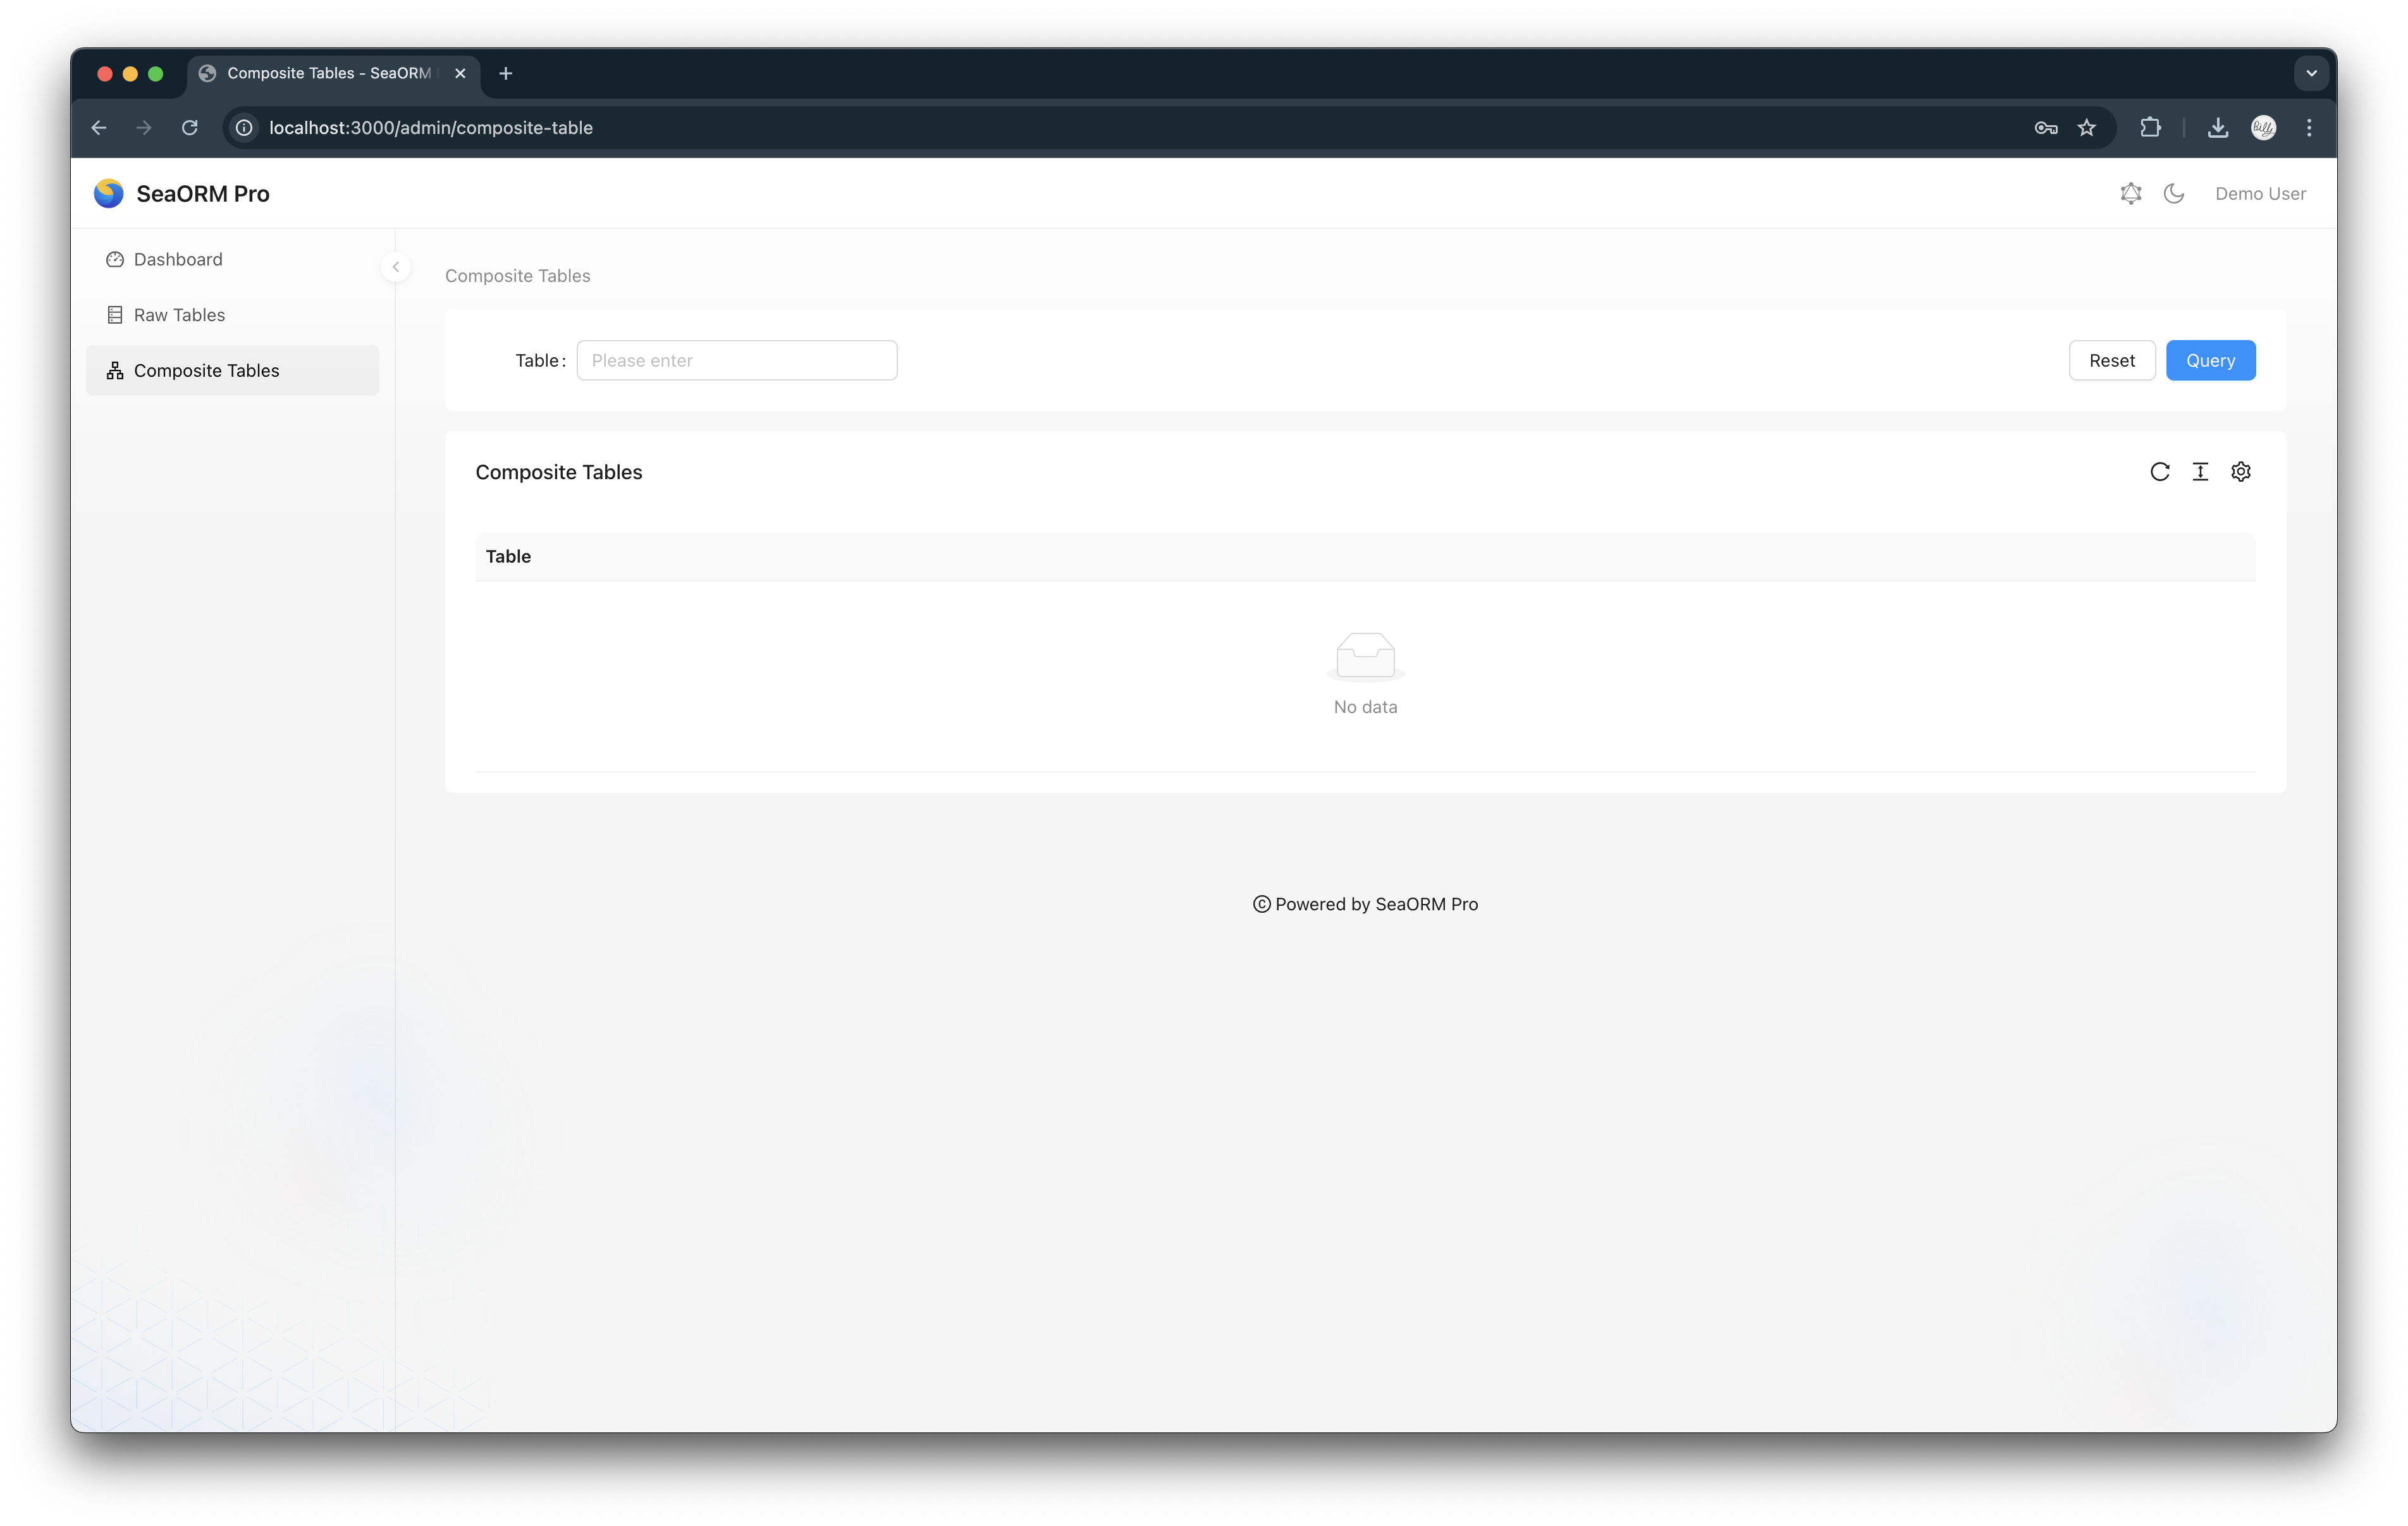 Composite Tables - SeaORM
localhost:3000/admin/composite-table
Billy
SeaORM Pro
Demo User
Dashboard
Raw Tables
Composite Tables
Composite Tables
Table:
Please enter
Reset
Query
Composite Tables
Table
No data
© Powered by SeaORM Pro